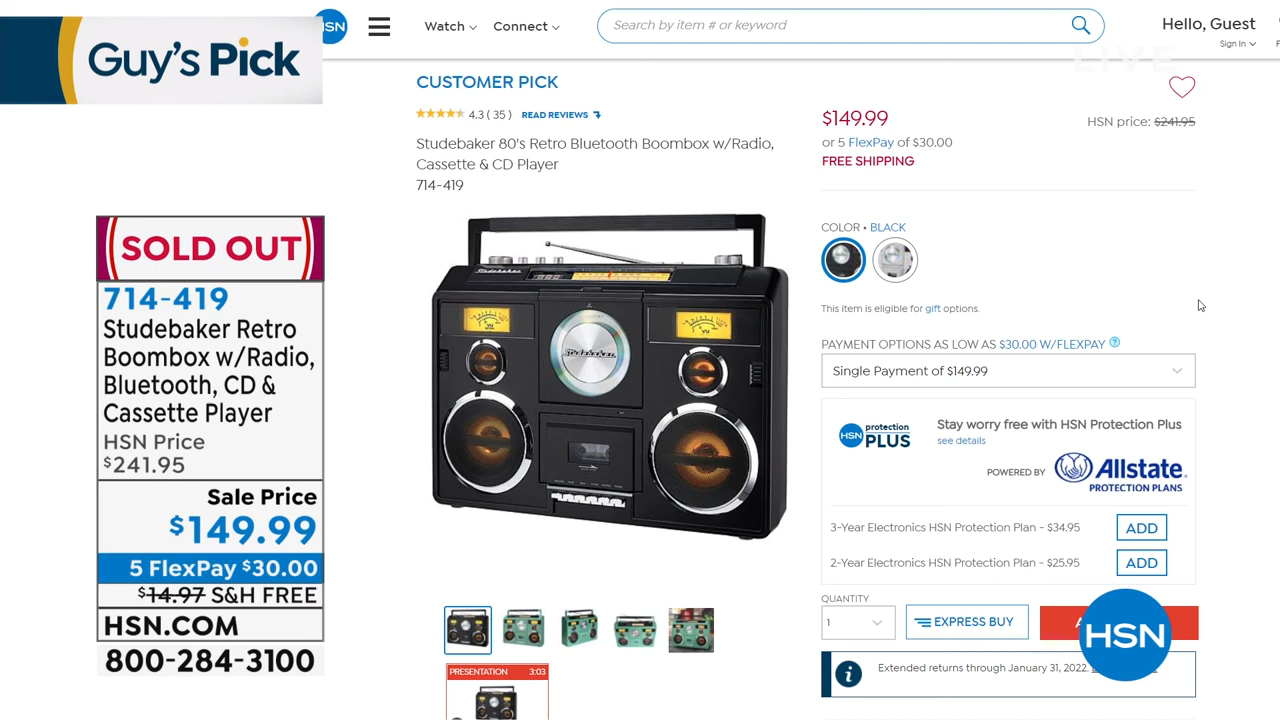 Guy's Pick
HSN
Watch
Connect
Search by item # or keyword
Hello, Guest
Sign In
LIVE
CUSTOMER PICK
4.3 ( 35 )
READ REVIEWS
Studebaker 80's Retro Bluetooth Boombox w/Radio,
Cassette & CD Player
714-419
$149.99
HSN price: $241.95
or 5 FlexPay of $30.00
FREE SHIPPING
COLOR • BLACK
This item is eligible for gift options.
PAYMENT OPTIONS AS LOW AS $30.00 W/FLEXPAY
Single Payment of $149.99
HSN protection PLUS
Stay worry free with HSN Protection Plus
see details
POWERED BY
Allstate
PROTECTION PLANS
3-Year Electronics HSN Protection Plan - $34.95
ADD
2-Year Electronics HSN Protection Plan - $25.95
ADD
QUANTITY
1
EXPRESS BUY
HSN
Extended returns through January 31, 2022.
SOLD OUT
714-419
Studebaker Retro
Boombox w/Radio,
Bluetooth, CD &
Cassette Player
HSN Price
$241.95
Sale Price
$149.99
5 FlexPay $30.00
$14.97 S&H FREE
HSN.COM
800-284-3100
Studebaker
VU
VU
Studebaker
PRESENTATION 3:03